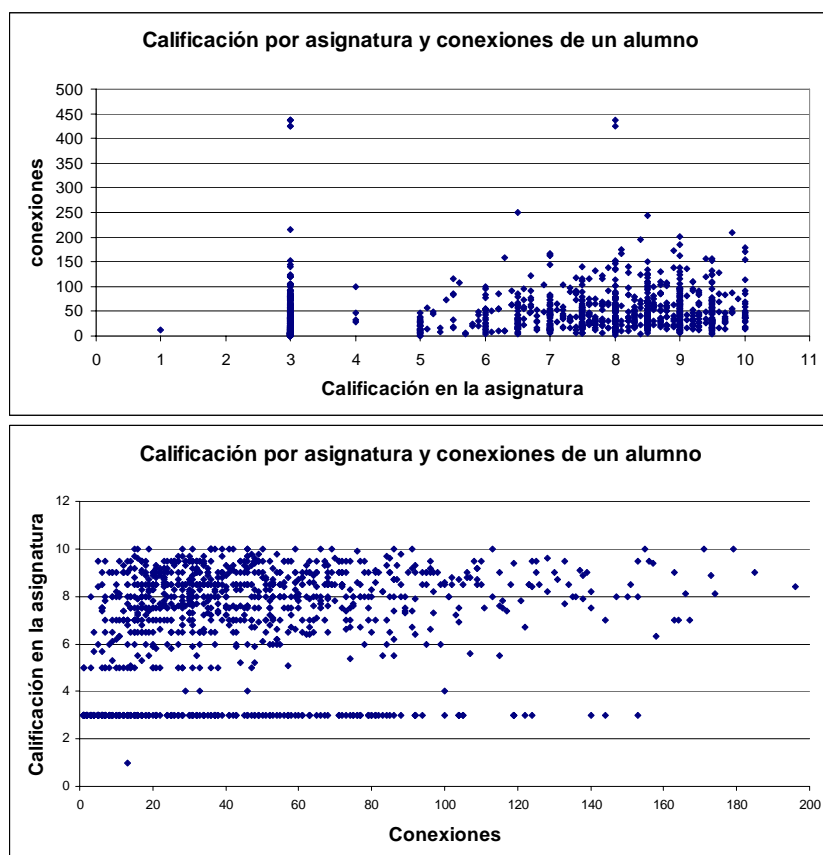 Calificación por asignatura y conexiones de un alumno
500
450
400
350
300
250
200
150
100
50
0
conexiones
0 1 2 3 4 5 6 7 8 9 10 11
Calificación en la asignatura
Calificación por asignatura y conexiones de un alumno
12
10
8
6
4
2
0
Calificación en la asignatura
0 20 40 60 80 100 120 140 160 180 200
Conexiones